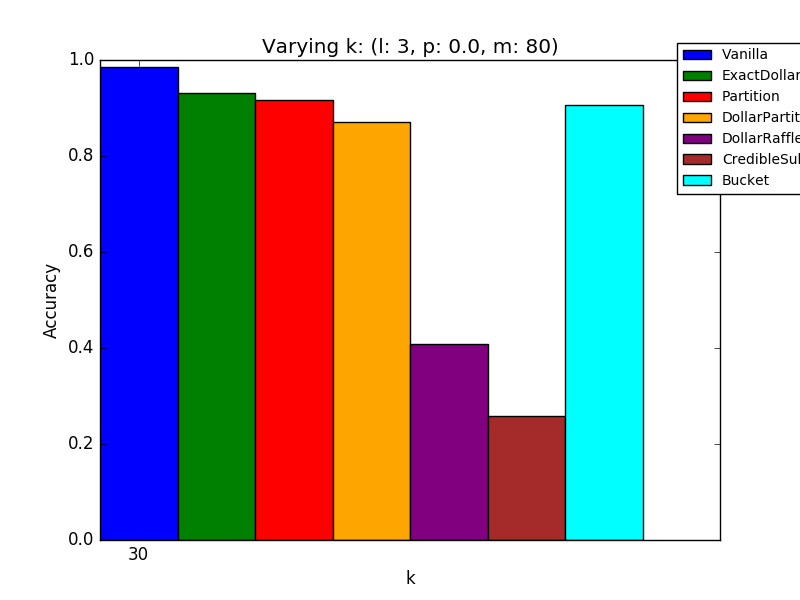 Varying k: (l: 3, p: 0.0, m: 80)
1.0
0.8
0.6
0.4
0.2
0.0
Accuracy
30
k
Vanilla
ExactDollar
Partition
DollarPartit
DollarRaffle
CredibleSu
Bucket